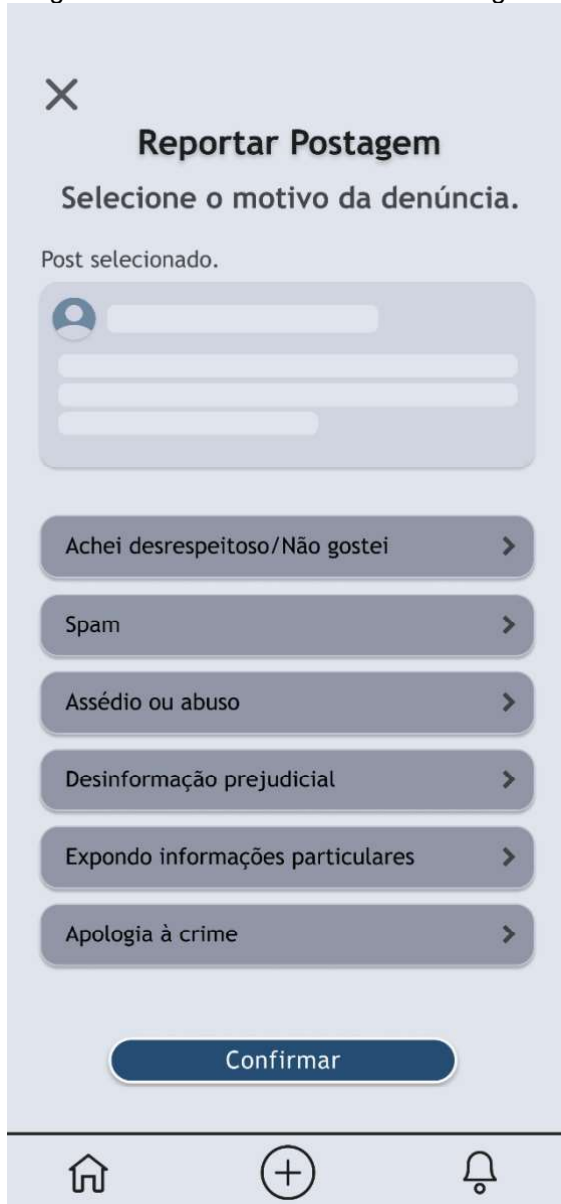 Reportar Postagem
Selecione o motivo da denúncia.
Post selecionado.
Achei desrespeitoso/Não gostei
Spam
Assédio ou abuso
Desinformação prejudicial
Expondo informações particulares
Apologia à crime
Confirmar